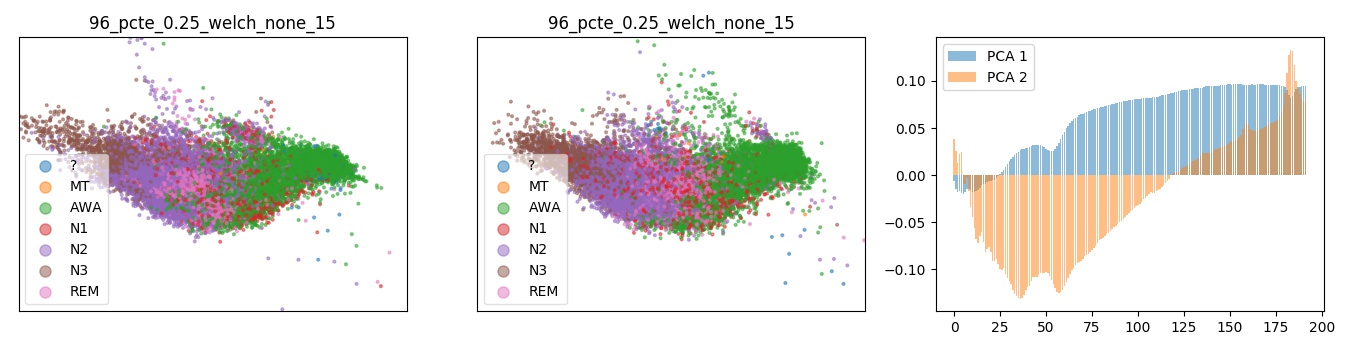 96_pcte_0.25_welch_none_15
?
MT
AWA
N1
N2
N3
REM
96_pcte_0.25_welch_none_15
?
MT
AWA
N1
N2
N3
REM
PCA 1
PCA 2
0.10
0.05
0.00
−0.05
−0.10
0 25 50 75 100 125 150 175 200